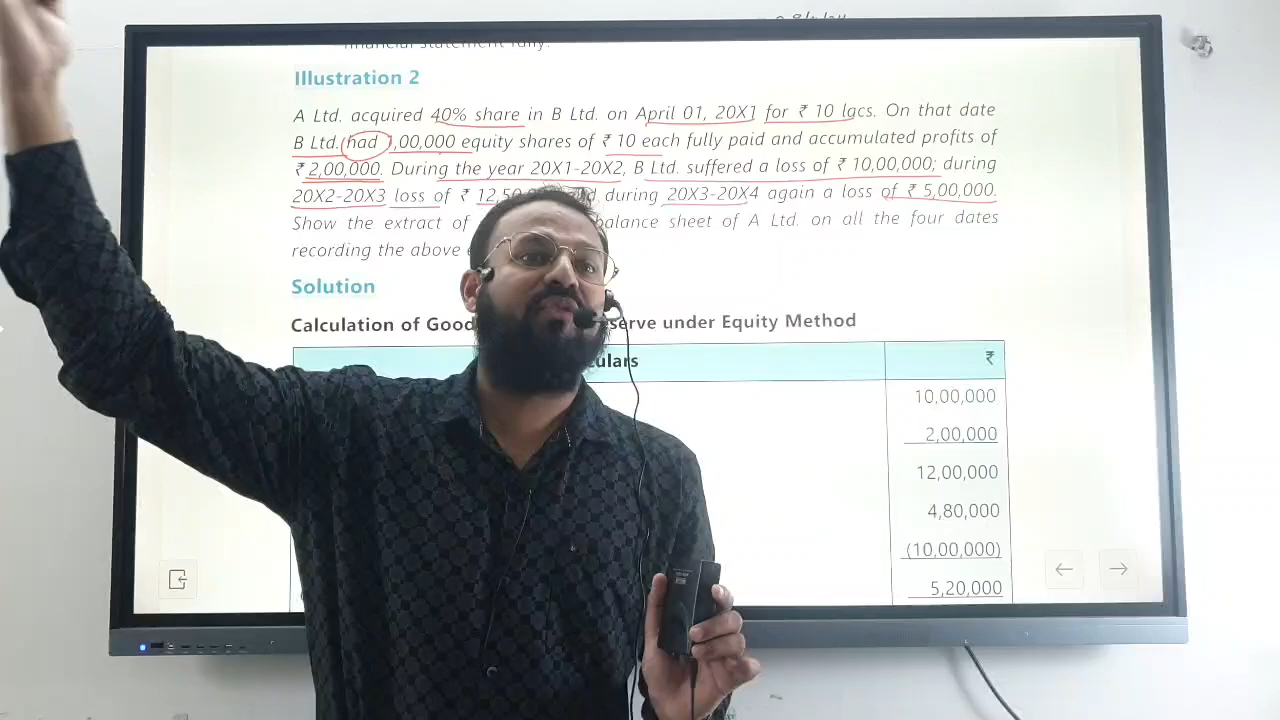 financial statement fully.
Illustration 2
A Ltd. acquired 40% share in B Ltd. on April 01, 20X1 for ₹ 10 lacs. On that date
B Ltd. had 1,00,000 equity shares of ₹ 10 each fully paid and accumulated profits of
₹ 2,00,000. During the year 20X1-20X2, B Ltd. suffered a loss of ₹ 10,00,000; during
20X2-20X3 loss of ₹ 12,50 during 20X3-20X4 again a loss of ₹ 5,00,000.
Show the extract of balance sheet of A Ltd. on all the four dates
recording the above
Solution
Calculation of Good serve under Equity Method
culars ₹
10,00,000
2,00,000
12,00,000
4,80,000
(10,00,000)
5,20,000